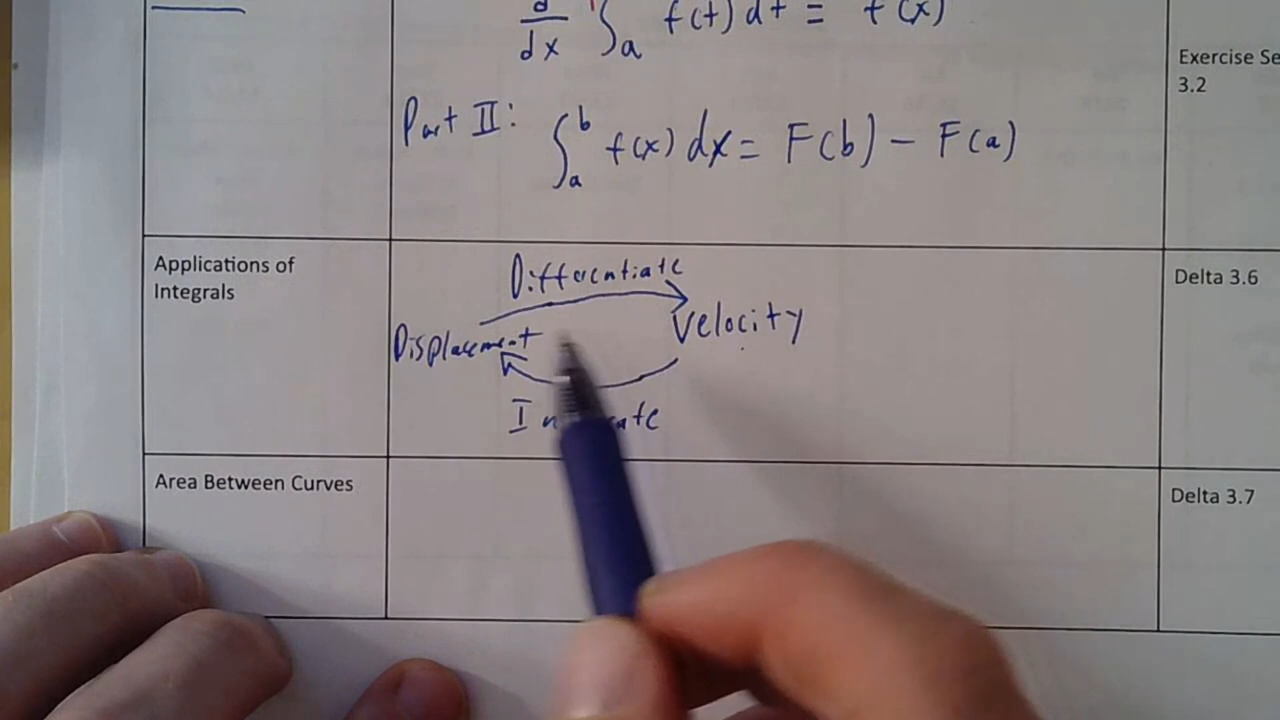 d/dx ∫a f(t) dt = f(x)
Exercise Se
3.2
Part II: ∫a^b f(x) dx = F(b) - F(a)
Applications of
Integrals
Differentiate
Displacement
Velocity
Delta 3.6
Area Between Curves
Delta 3.7